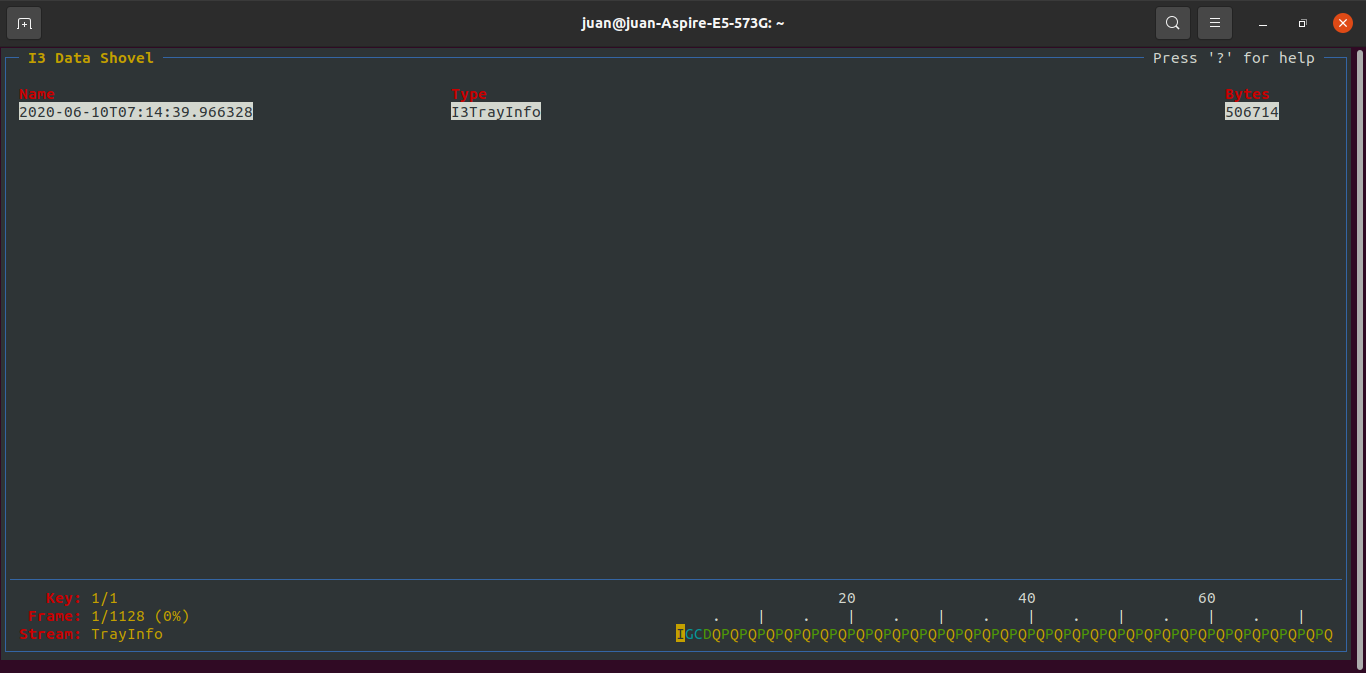 juan@juan-Aspire-E5-573G: ~
I3 Data Shovel Press '?' for help
Name Type Bytes
2020-06-10T07:14:39.966328 I3TrayInfo 506714
Key: 1/1 20 40 60
Frame: 1/1128 (0%) . | . | . | . | . | . | . |
Stream: TrayInfo IGCDQPQPQPQPQPQPQPQPQPQPQPQPQPQPQPQPQPQPQPQPQPQPQPQPQPQPQPQPQPQPQPQPQPQPQ